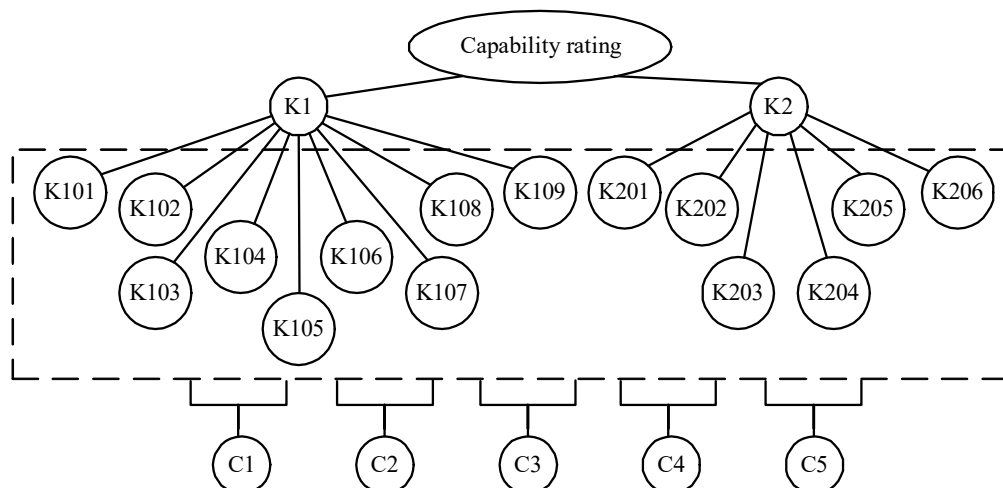 Capability rating
K1
K2
K101
K102
K103
K104
K105
K106
K107
K108
K109
K201
K202
K203
K204
K205
K206
C1
C2
C3
C4
C5